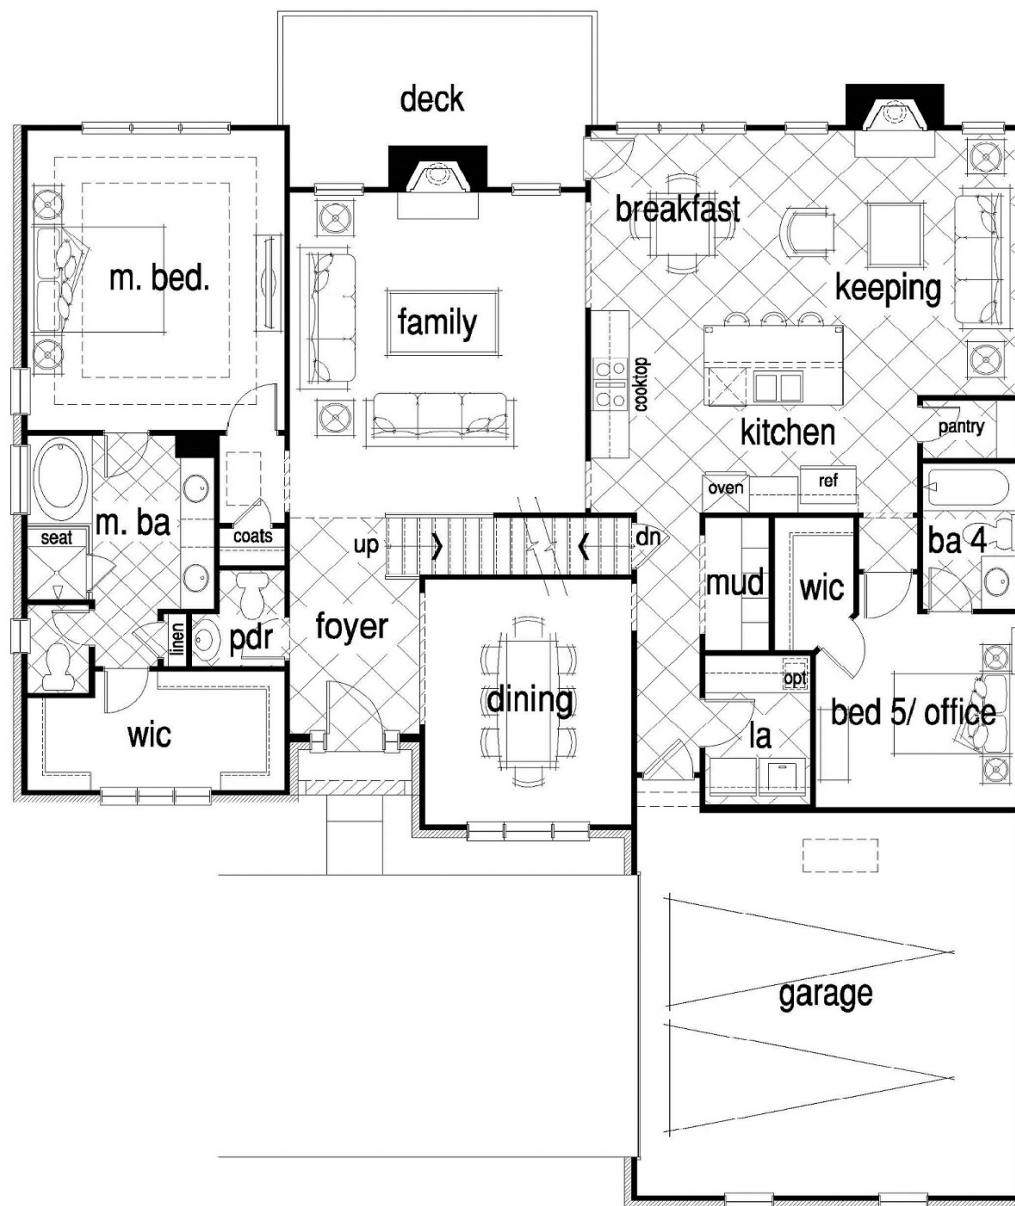 deck
breakfast
m. bed.
keeping
family
cooktop
kitchen
pantry
oven
ref
m. ba
seat
coats
up
dn
ba 4
mud
wic
linen
pdr
foyer
dining
opt
bed 5/ office
wic
la
garage